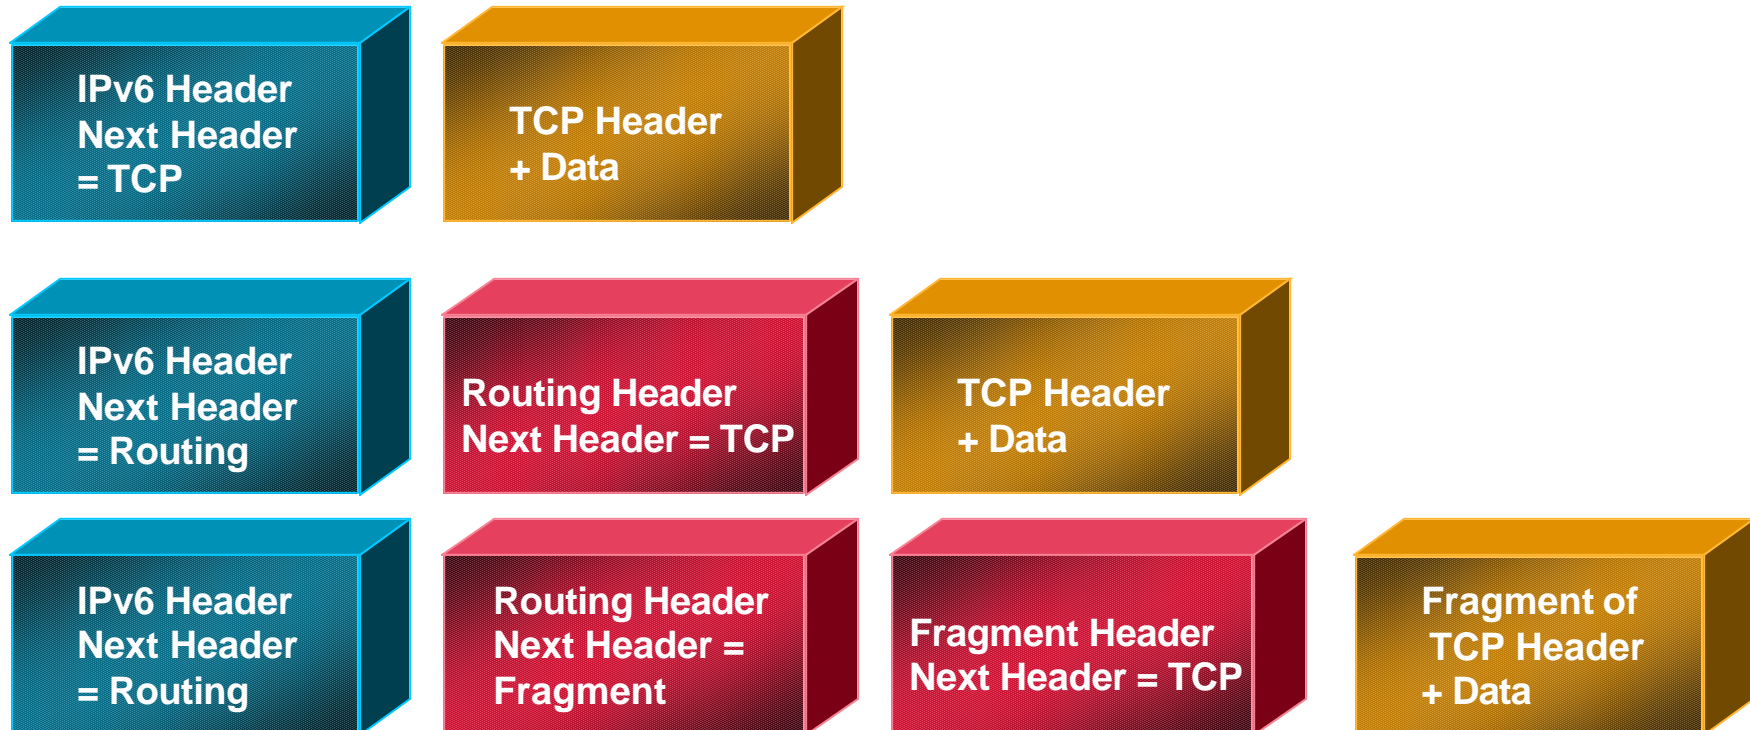 IPv6 Header
Next Header
= TCP
TCP Header
+ Data
IPv6 Header
Next Header
= Routing
Routing Header
Next Header = TCP
TCP Header
+ Data
IPv6 Header
Next Header
= Routing
Routing Header
Next Header =
Fragment
Fragment Header
Next Header = TCP
Fragment of
TCP Header
+ Data